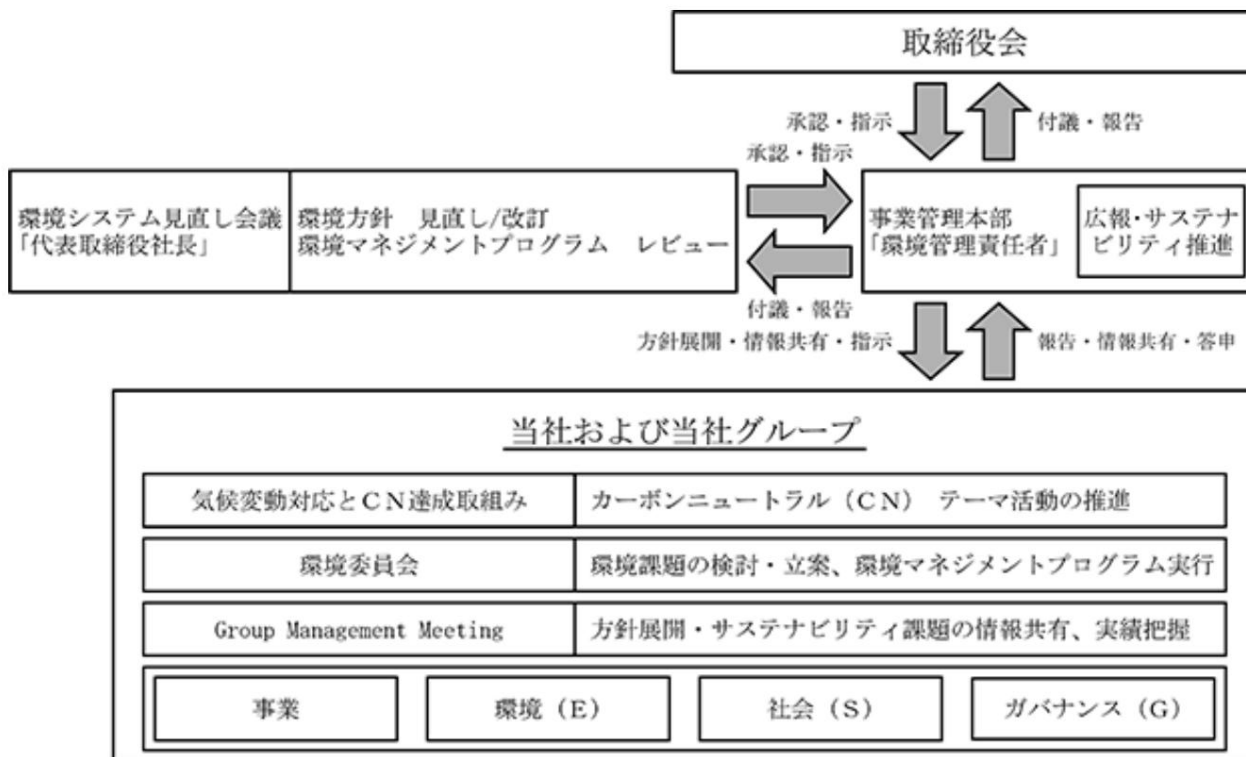 取締役会
承認・指示
付議・報告
承認・指示
環境システム見直し会議
「代表取締役社長」
環境方針　見直し/改訂
環境マネジメントプログラム　レビュー
事業管理本部
「環境管理責任者」
広報・サステナ
ビリティ推進
付議・報告
方針展開・情報共有・指示
報告・情報共有・答申
当社および当社グループ
気候変動対応とＣＮ達成取組み
カーボンニュートラル（ＣＮ）　テーマ活動の推進
環境委員会
環境課題の検討・立案、環境マネジメントプログラム実行
Group Management Meeting
方針展開・サステナビリティ課題の情報共有、実績把握
事業
環境（Ｅ）
社会（Ｓ）
ガバナンス（Ｇ）